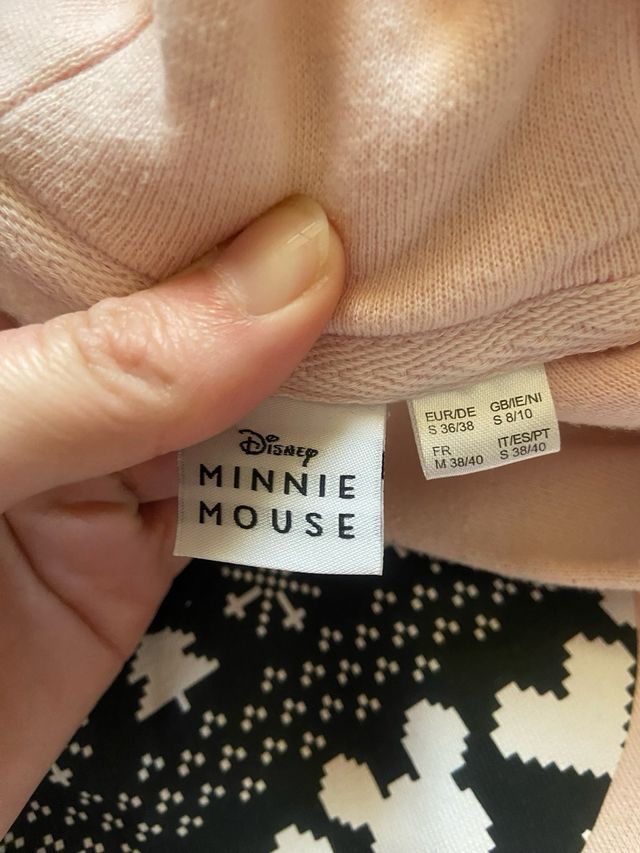 Disney
MINNIE
MOUSE
EUR/DE GB/IE/NI
S 36/38 S 8/10
FR IT/ES/PT
M 38/40 S 38/40